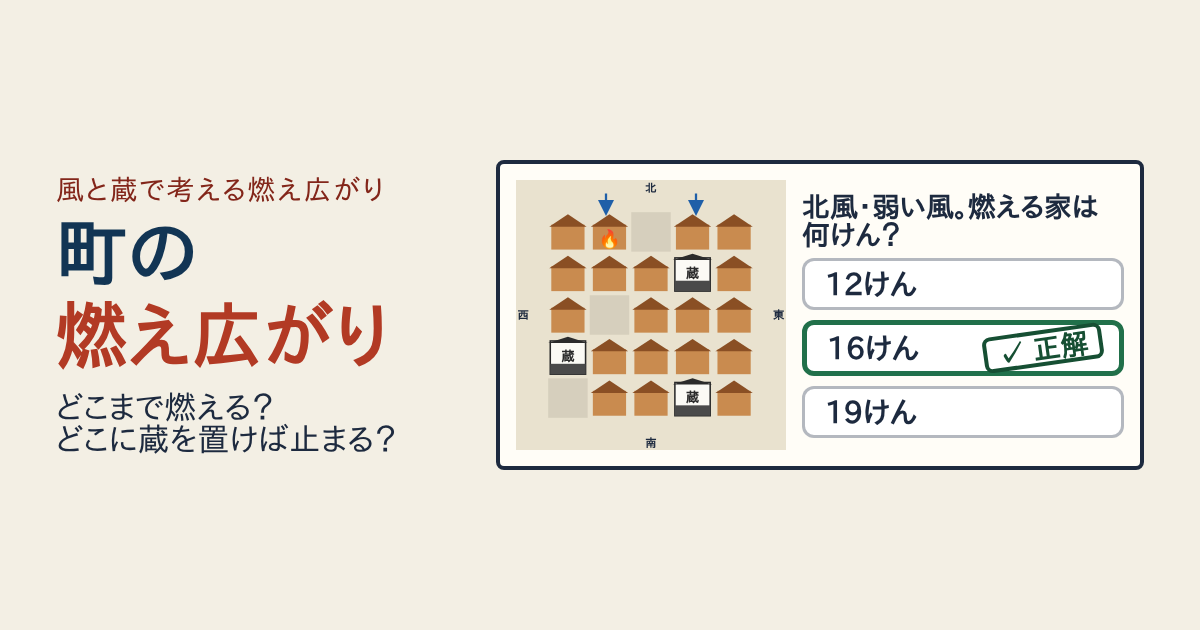 風と蔵で考える燃え広がり
町の
燃え広がり
どこまで燃える?
どこに蔵を置けば止まる?
北
蔵
西
東
蔵
蔵
南
北風・弱い風。燃える家は
何けん?
12けん
16けん
✓ 正解
19けん